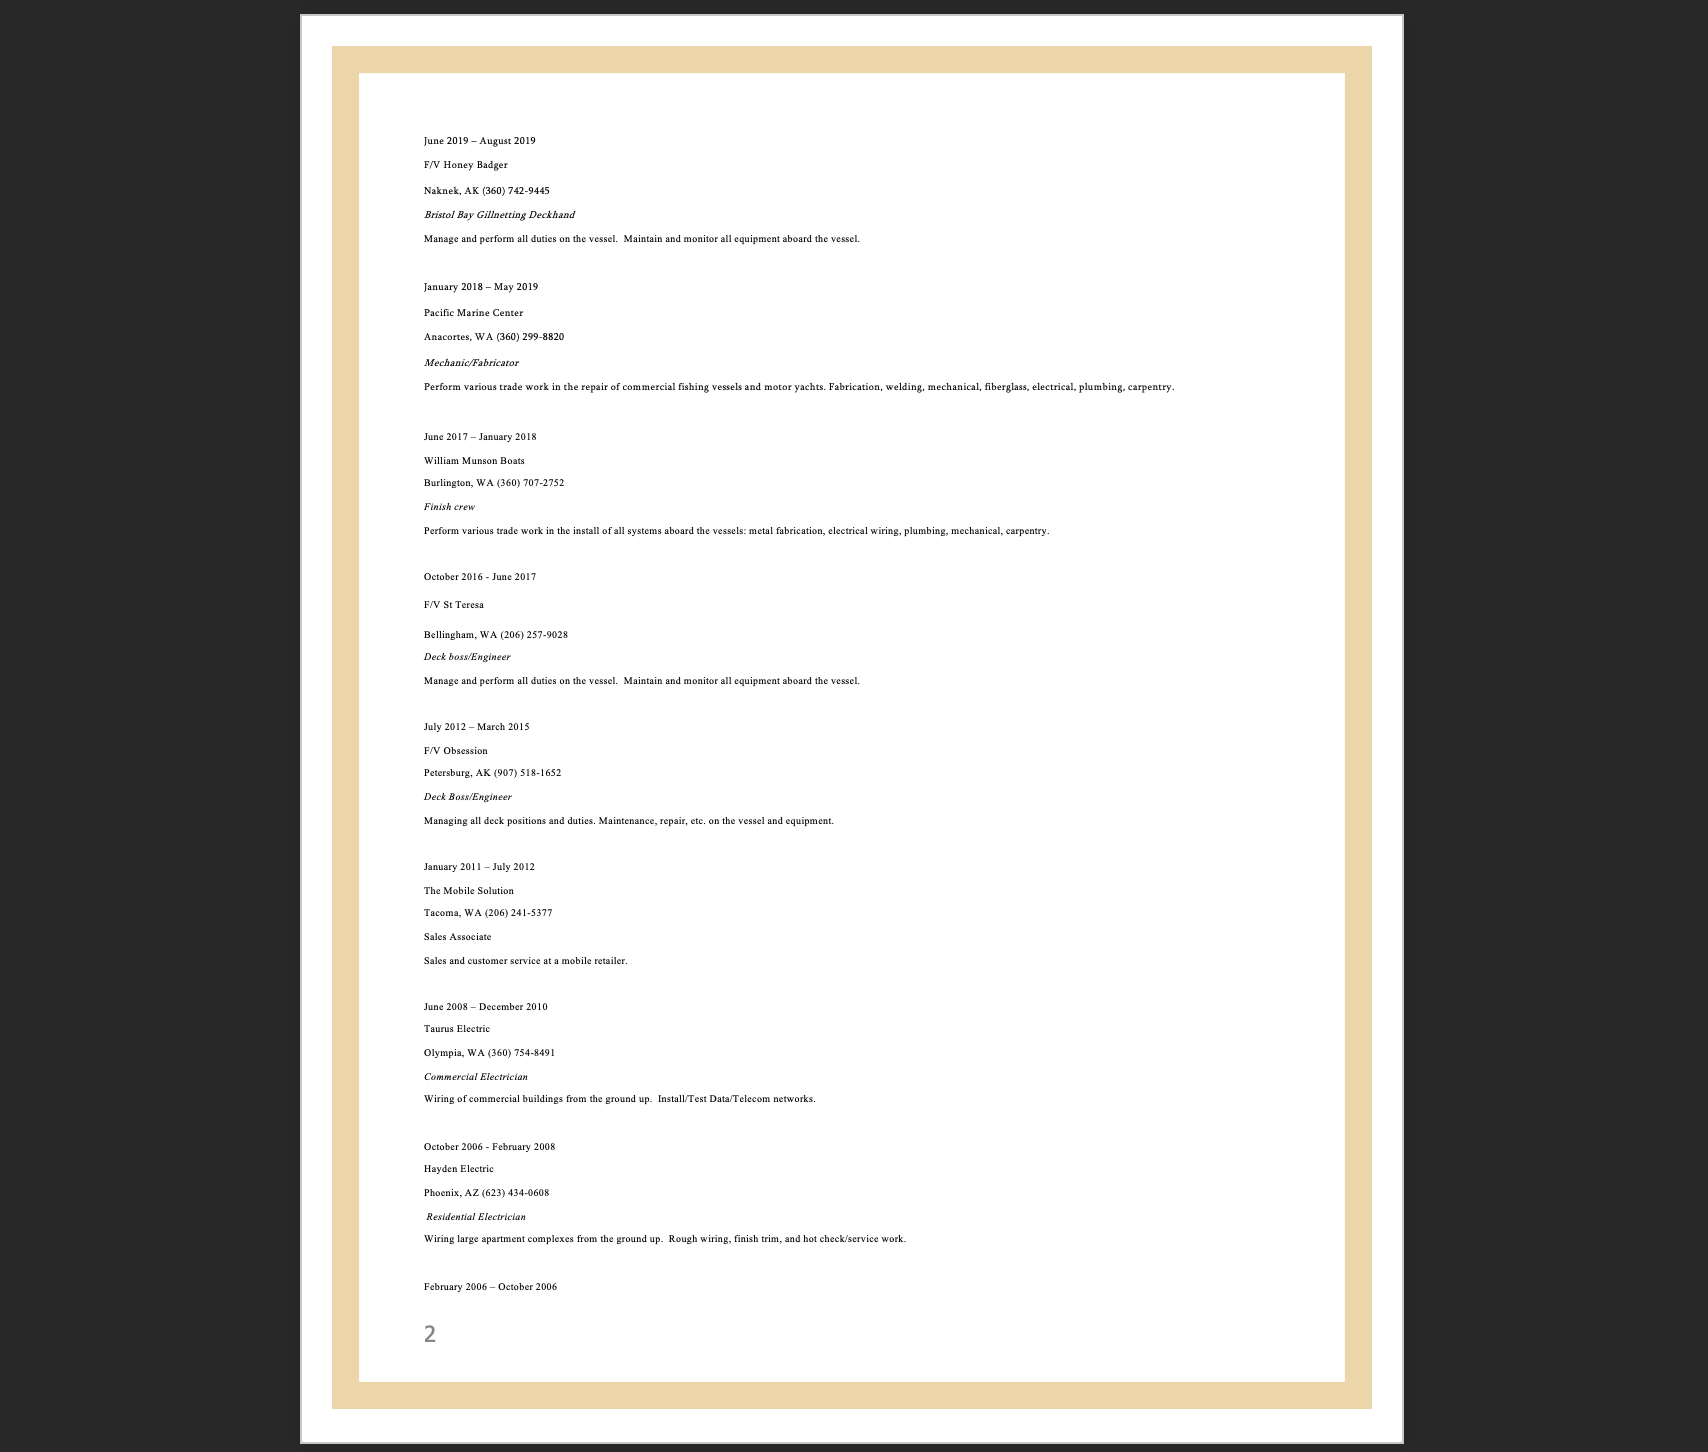 June 2019 – August 2019
F/V Honey Badger
Naknek, AK (360) 742-9445
Bristol Bay Gillnetting Deckhand
Manage and perform all duties on the vessel.  Maintain and monitor all equipment aboard the vessel.
January 2018 – May 2019
Pacific Marine Center
Anacortes, WA (360) 299-8820
Mechanic/Fabricator
Perform various trade work in the repair of commercial fishing vessels and motor yachts. Fabrication, welding, mechanical, fiberglass, electrical, plumbing, carpentry.
June 2017 – January 2018
William Munson Boats
Burlington, WA (360) 707-2752
Finish crew
Perform various trade work in the install of all systems aboard the vessels: metal fabrication, electrical wiring, plumbing, mechanical, carpentry.
October 2016 - June 2017
F/V St Teresa
Bellingham, WA (206) 257-9028
Deck boss/Engineer
Manage and perform all duties on the vessel.  Maintain and monitor all equipment aboard the vessel.
July 2012 – March 2015
F/V Obsession
Petersburg, AK (907) 518-1652
Deck Boss/Engineer
Managing all deck positions and duties. Maintenance, repair, etc. on the vessel and equipment.
January 2011 – July 2012
The Mobile Solution
Tacoma, WA (206) 241-5377
Sales Associate
Sales and customer service at a mobile retailer.
June 2008 – December 2010
Taurus Electric
Olympia, WA (360) 754-8491
Commercial Electrician
Wiring of commercial buildings from the ground up.  Install/Test Data/Telecom networks.
October 2006 - February 2008
Hayden Electric
Phoenix, AZ (623) 434-0608
Residential Electrician
Wiring large apartment complexes from the ground up.  Rough wiring, finish trim, and hot check/service work.
February 2006 – October 2006
2